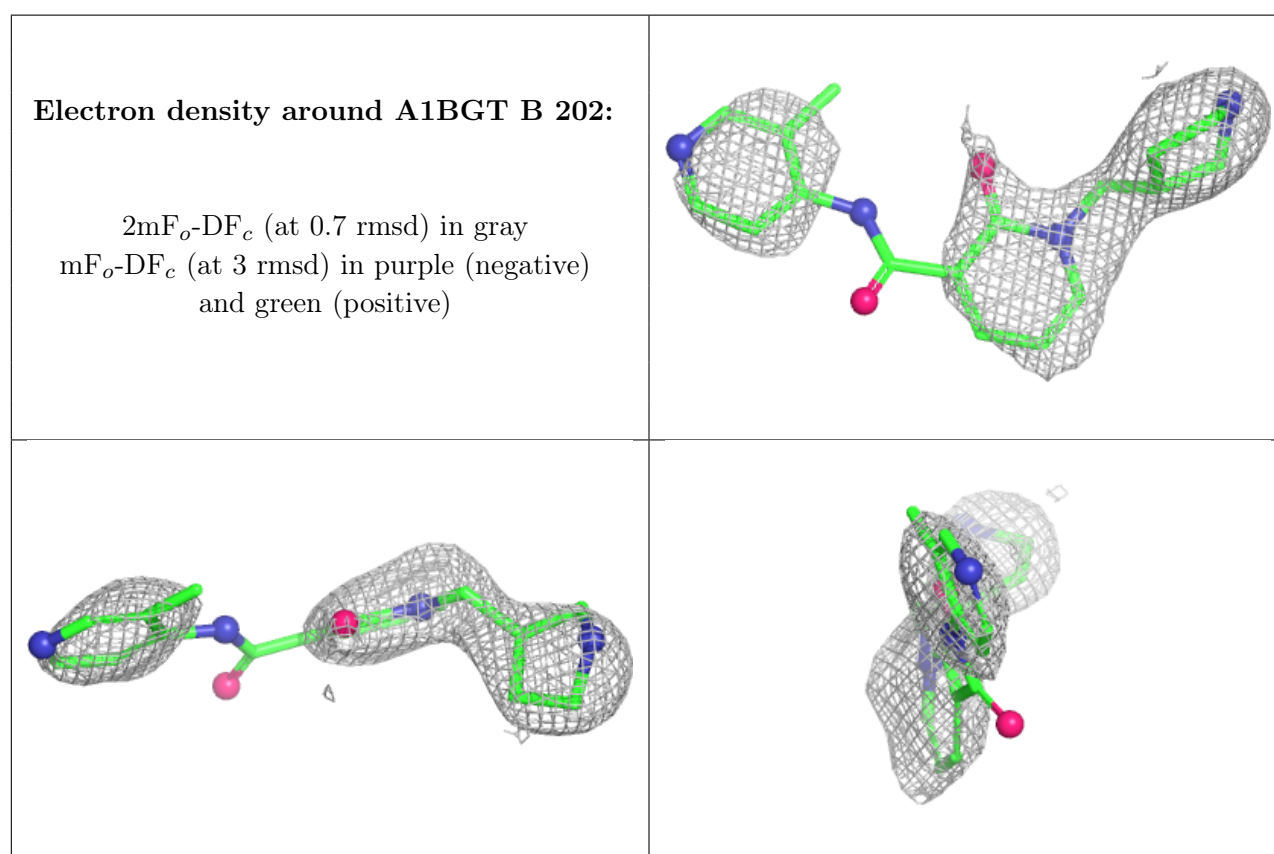 Electron density around A1BGT B 202:
2mFo-DFc (at 0.7 rmsd) in gray
mFo-DFc (at 3 rmsd) in purple (negative)
and green (positive)